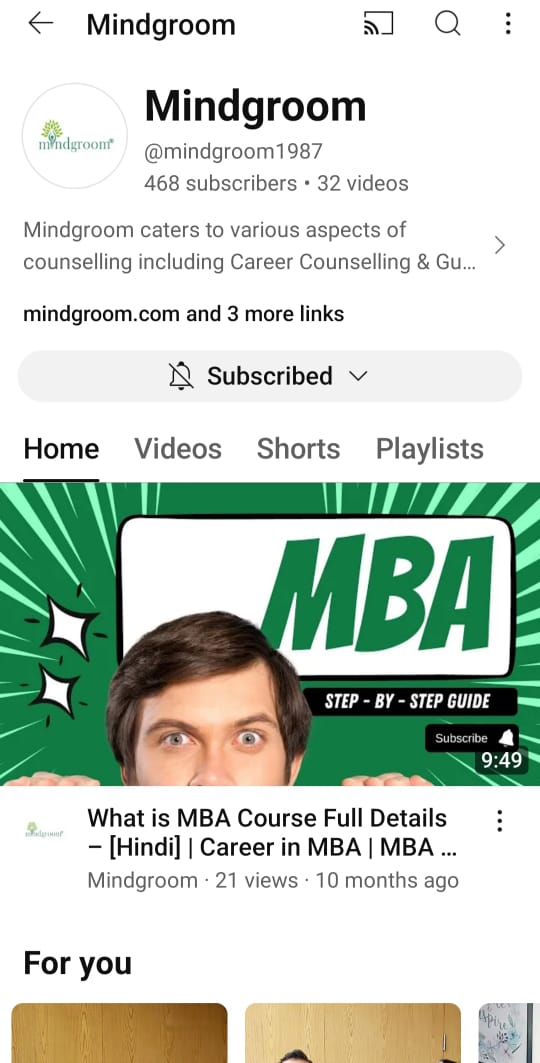 Mindgroom
mindgroom
Mindgroom
@mindgroom1987
468 subscribers • 32 videos
Mindgroom caters to various aspects of
counselling including Career Counselling & Gu...
mindgroom.com and 3 more links
Subscribed
Home Videos Shorts Playlists
MBA
STEP - BY - STEP GUIDE
Subscribe
9:49
mindgroom
What is MBA Course Full Details
– [Hindi] | Career in MBA | MBA ...
Mindgroom · 21 views · 10 months ago
For you